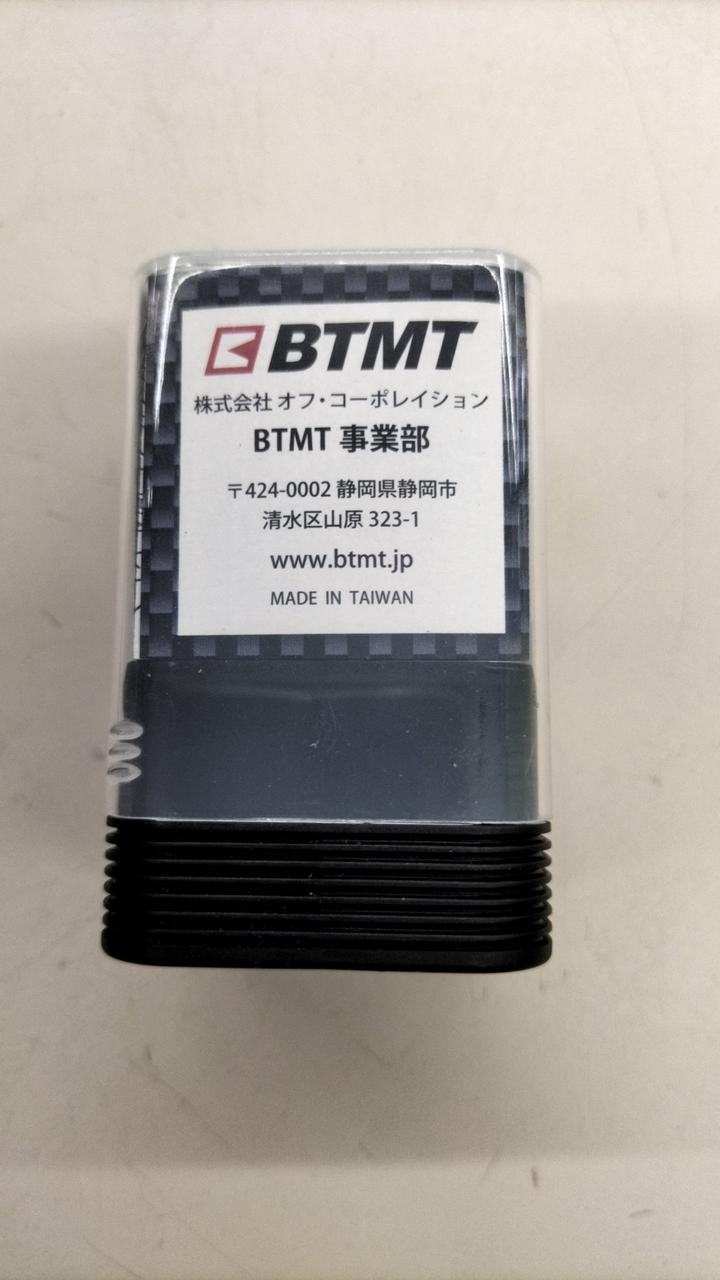 BTMT
株式会社 オフ・コーポレイション
BTMT 事業部
〒424-0002 静岡県静岡市
清水区山原 323-1
www.btmt.jp
MADE IN TAIWAN